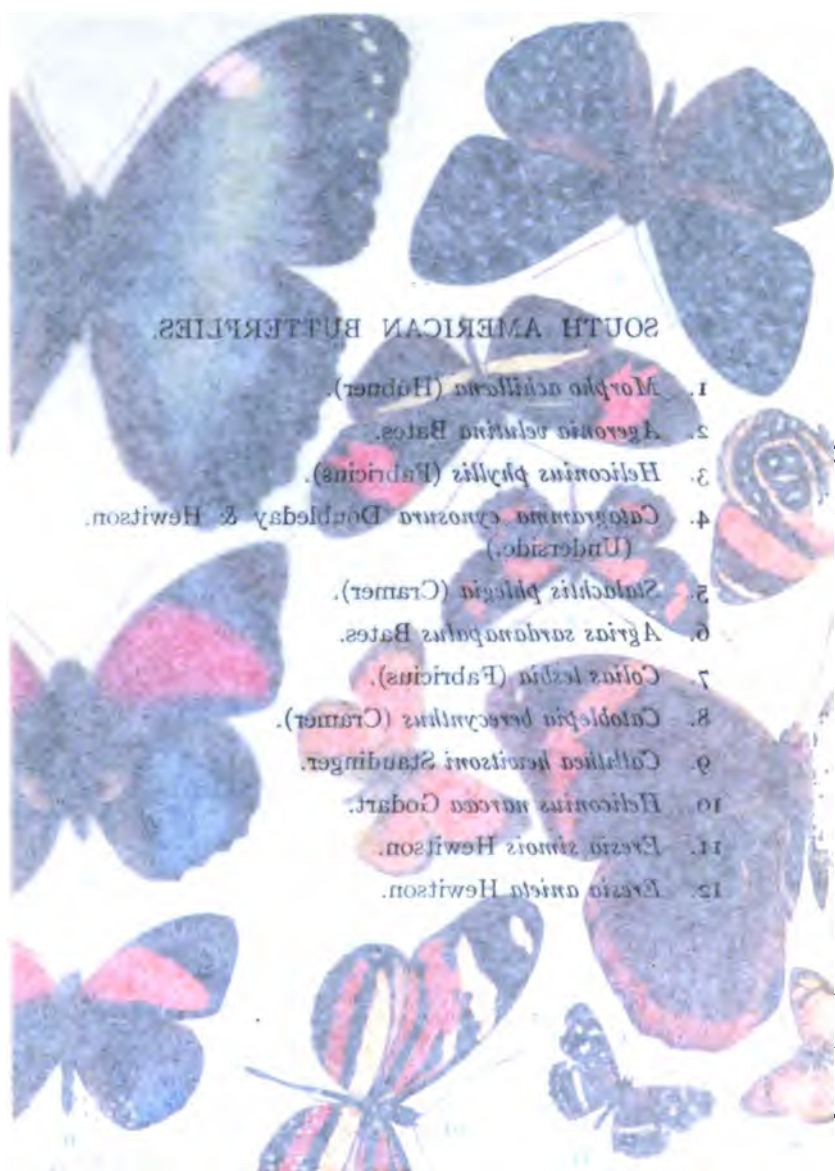 SOUTH AMERICAN BUTTERFLIES.
1. Morpho achillæna (Hübner).
2. Ageronia velutina Bates.
3. Heliconius phyllis (Fabricius).
4. Catagramma cynosura Doubleday & Hewitson.
(Underside.)
5. Stalachtis phlegia (Cramer).
6. Agrias sardanapalus Bates.
7. Colias lesbia (Fabricius).
8. Catoblepia berecynthus (Cramer).
9. Callithea hewitsoni Staudinger.
10. Heliconius narcæa Godart.
11. Eresia simois Hewitson.
12. Eresia anieta Hewitson.